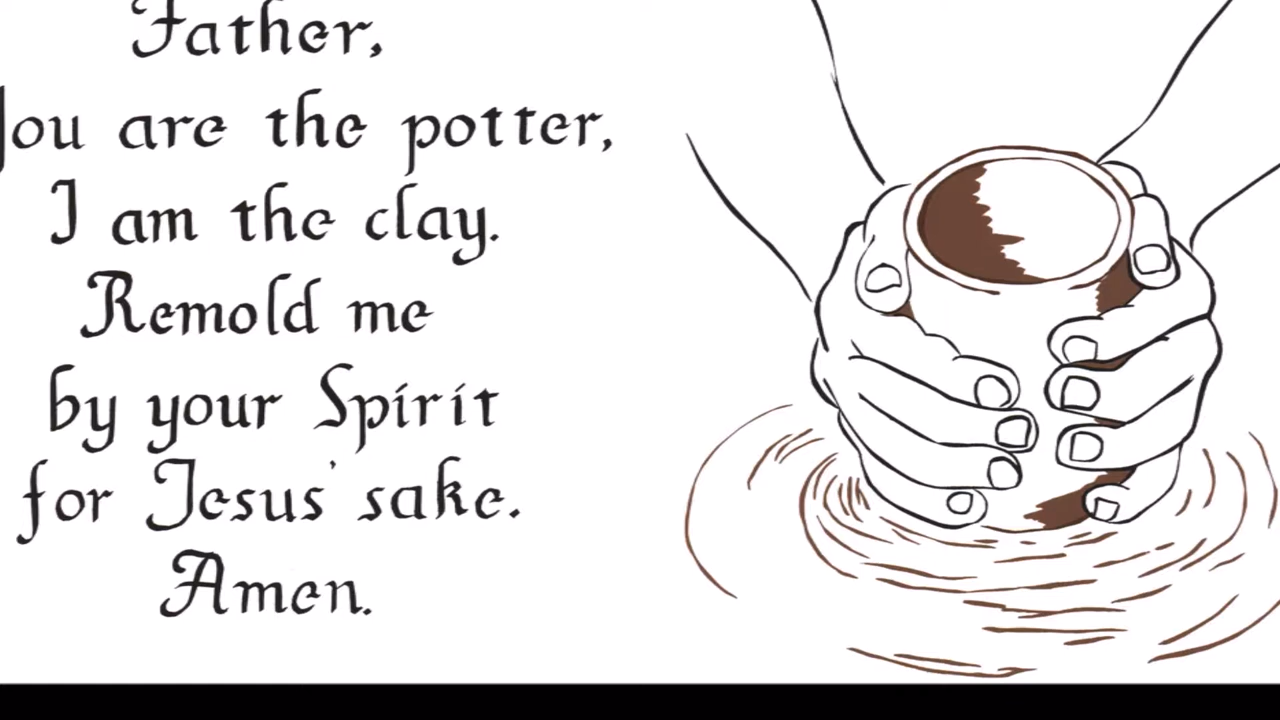 Father,
You are the potter,
I am the clay.
Remold me
by your Spirit
for Jesus' sake.
Amen.